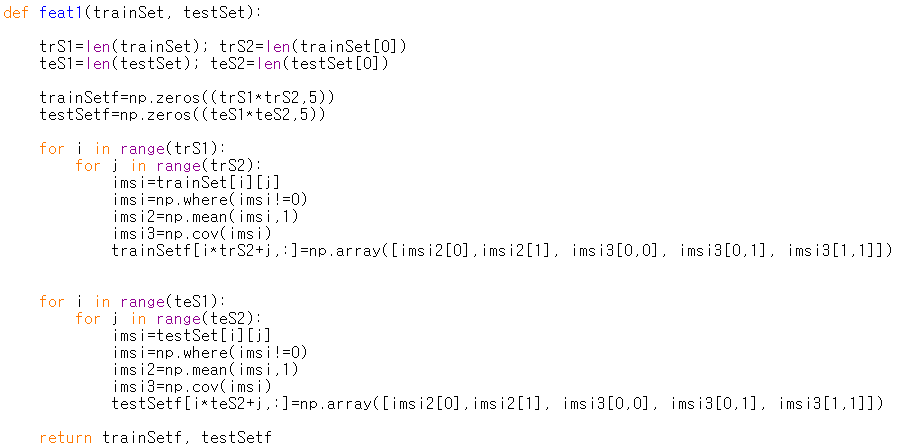 def feat1(trainSet, testSet):
trS1=len(trainSet); trS2=len(trainSet[0])
teS1=len(testSet); teS2=len(testSet[0])
trainSetf=np.zeros((trS1*trS2,5))
testSetf=np.zeros((teS1*teS2,5))
for i in range(trS1):
for j in range(trS2):
imsi=trainSet[i][j]
imsi=np.where(imsi!=0)
imsi2=np.mean(imsi,1)
imsi3=np.cov(imsi)
trainSetf[i*trS2+j,:]=np.array([imsi2[0],imsi2[1], imsi3[0,0], imsi3[0,1], imsi3[1,1]])
for i in range(teS1):
for j in range(teS2):
imsi=testSet[i][j]
imsi=np.where(imsi!=0)
imsi2=np.mean(imsi,1)
imsi3=np.cov(imsi)
testSetf[i*teS2+j,:]=np.array([imsi2[0],imsi2[1], imsi3[0,0], imsi3[0,1], imsi3[1,1]])
return trainSetf, testSetf